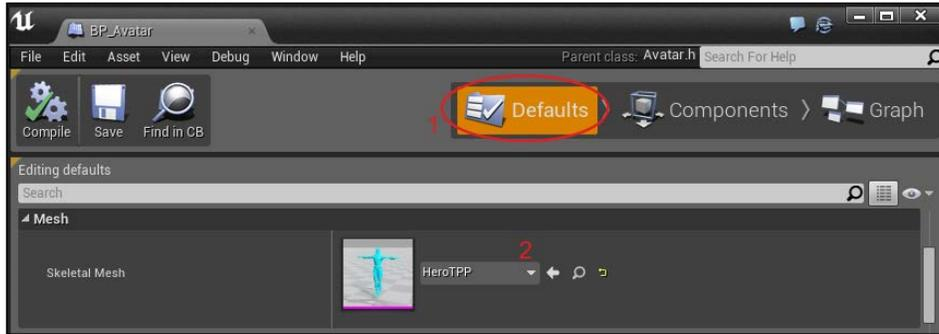 BP_Avatar
File Edit Asset View Debug Window Help Parent class: Avatar.h Search For Help
Compile Save Find in CB 1 Defaults Components Graph
Editing defaults
Search
Mesh
2
Skeletal Mesh HeroTPP